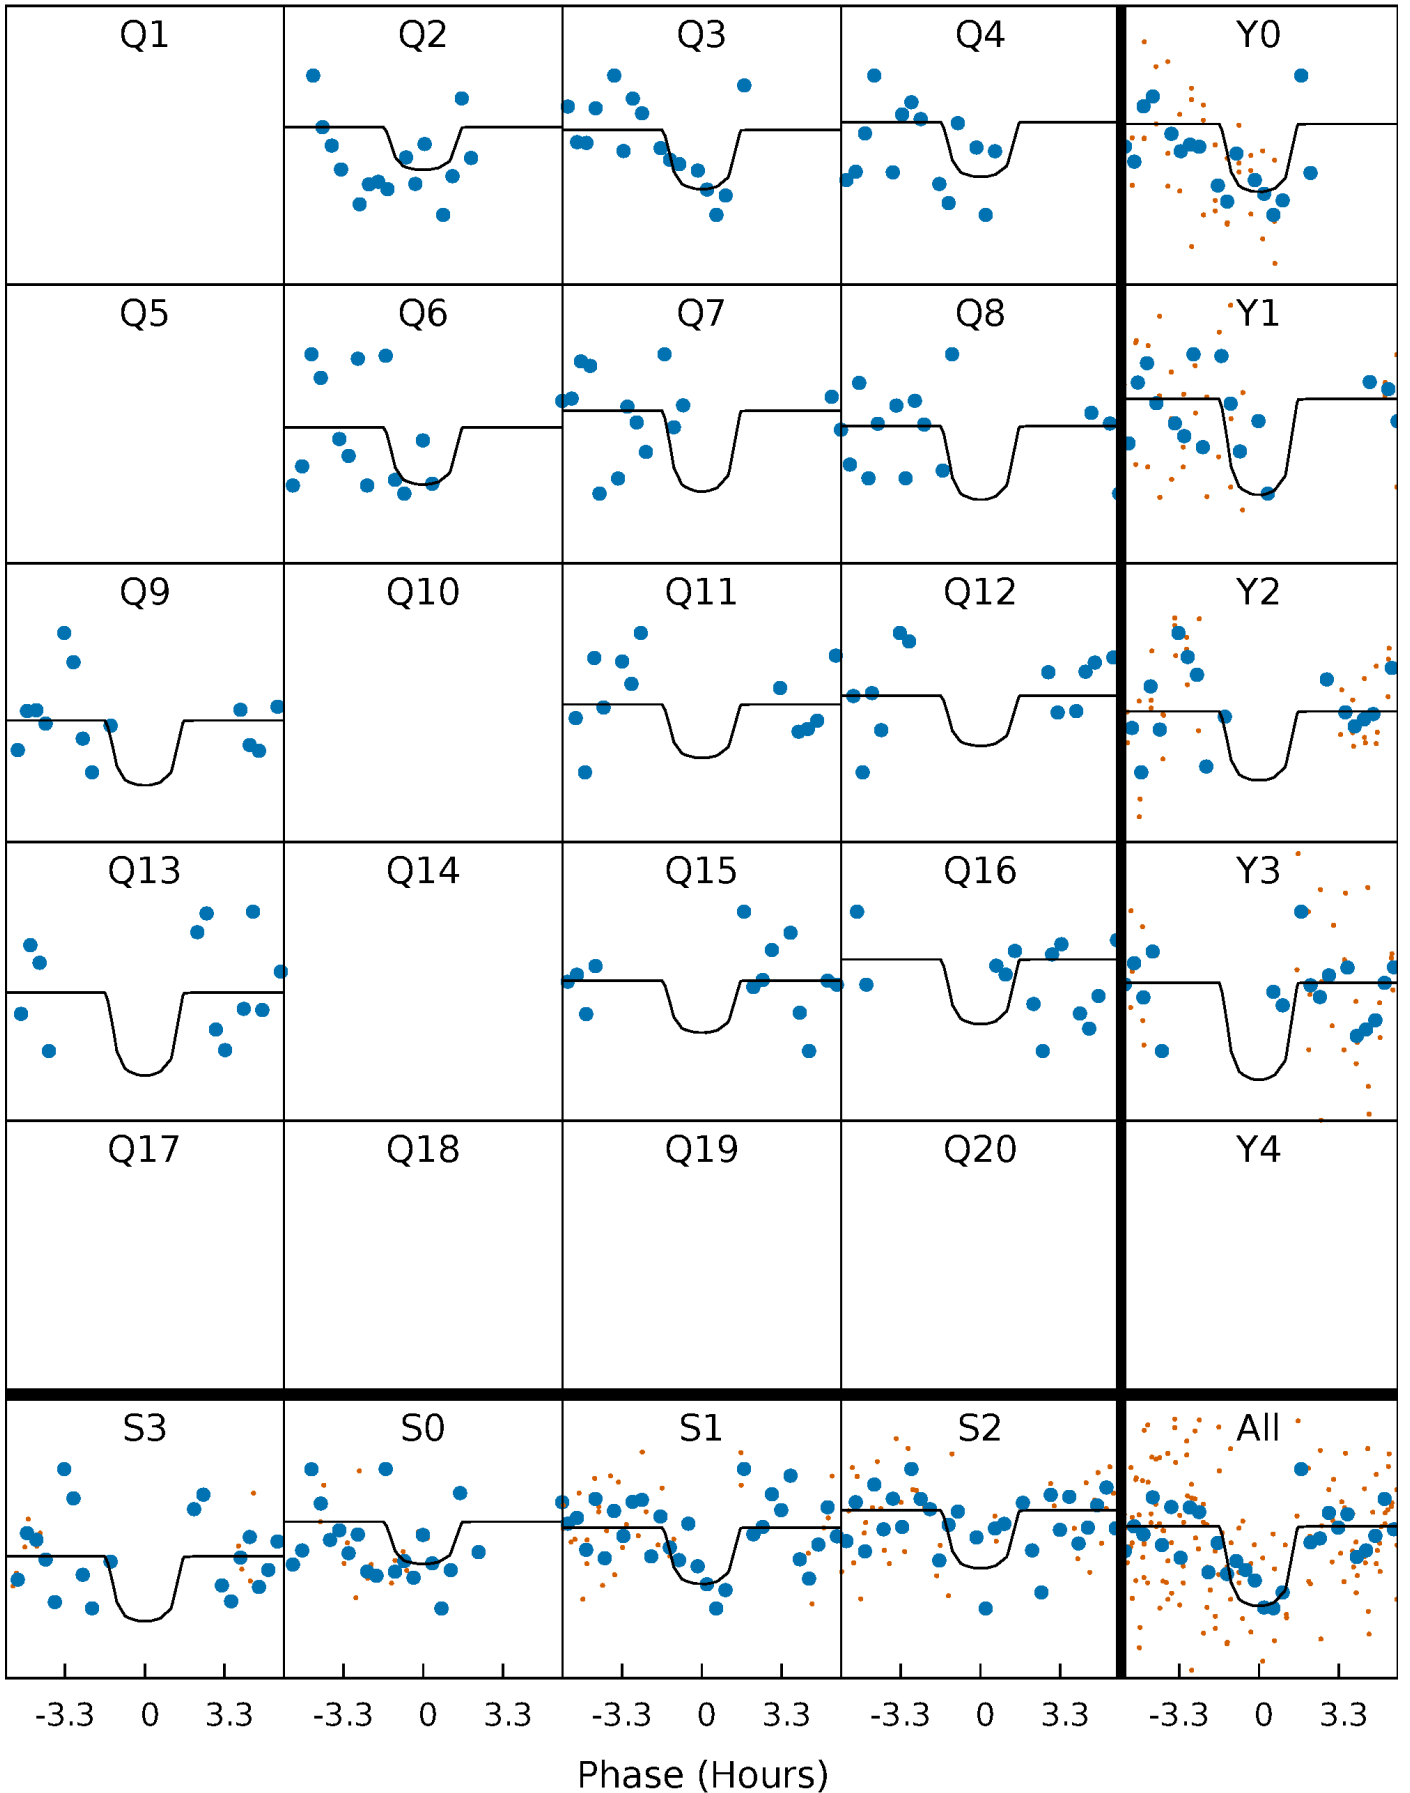 Q1 Q2 Q3 Q4 Y0
Q5 Q6 Q7 Q8 Y1
Q9 Q10 Q11 Q12 Y2
Q13 Q14 Q15 Q16 Y3
Q17 Q18 Q19 Q20 Y4
S3 S0 S1 S2 All
-3.3 0 3.3 -3.3 0 3.3 -3.3 0 3.3 -3.3 0 3.3 -3.3 0 3.3
Phase (Hours)